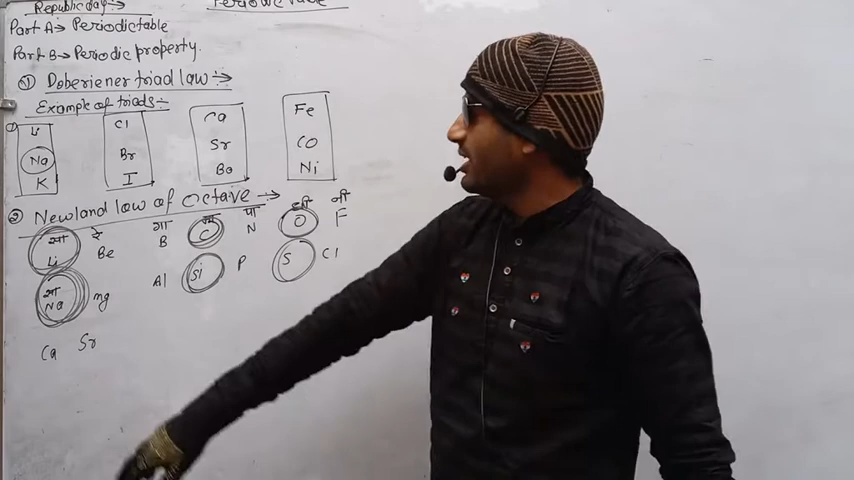 Republic day →
Periodic Table
Part A → Periodictable
Part B → Periodic property.
① Doberiener triad law :→
Example of triads :-
① Li Cl Ca Fe
Na Br Sr CO
K I Ba Ni
② Newland law of Octave :→
सा रे गा मा पा धा नी
Li Be B C N O F
सा
Na mg Al Si P S Cl
Ca Sr